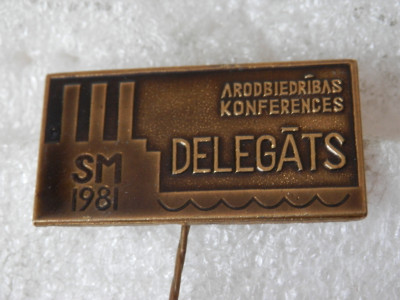 ARODBIEDRĪBAS
KONFERENCES
DELEGĀTS
SM
1981